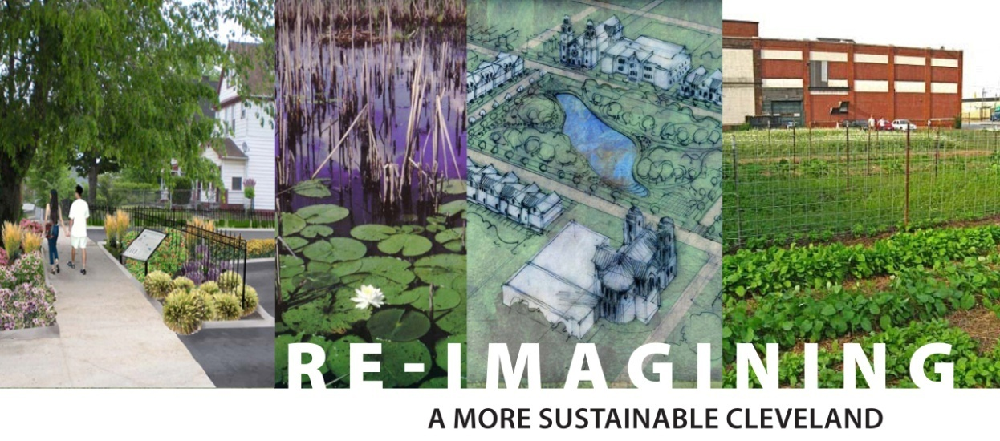 RE-IMAGINING
A MORE SUSTAINABLE CLEVELAND